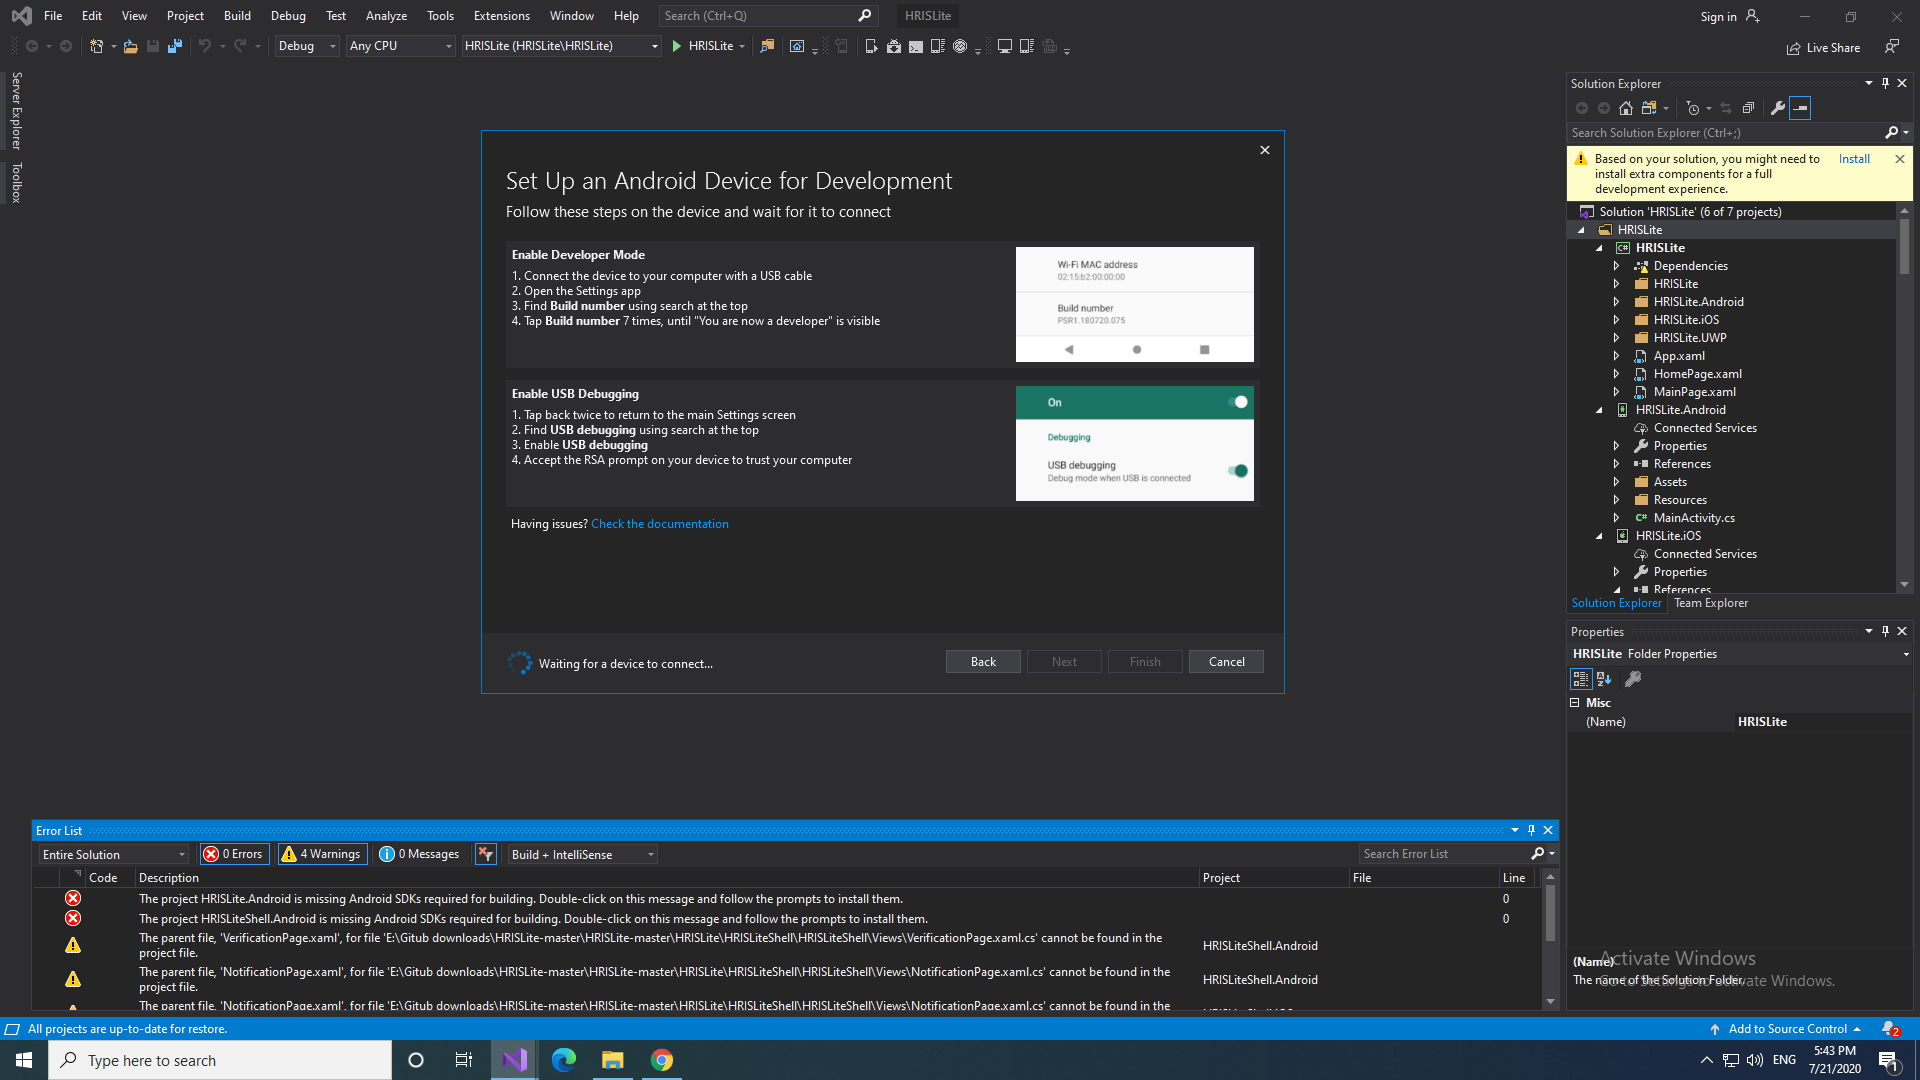 File Edit View Project Build Debug Test Analyze Tools Extensions Window Help Search (Ctrl+Q) HRISLite Sign in
Debug Any CPU HRISLite (HRISLite\HRISLite) HRISLite Live Share
Server Explorer
Toolbox
Set Up an Android Device for Development
Follow these steps on the device and wait for it to connect
Enable Developer Mode
1. Connect the device to your computer with a USB cable
2. Open the Settings app
3. Find Build number using search at the top
4. Tap Build number 7 times, until "You are now a developer" is visible
Wi-Fi MAC address
02:15:b2:00:00:00
Build number
PSR1.180720.075
Enable USB Debugging
1. Tap back twice to return to the main Settings screen
2. Find USB debugging using search at the top
3. Enable USB debugging
4. Accept the RSA prompt on your device to trust your computer
On
Debugging
USB debugging
Debug mode when USB is connected
Having issues? Check the documentation
Waiting for a device to connect...
Back Next Finish Cancel
Solution Explorer
Search Solution Explorer (Ctrl+;)
Based on your solution, you might need to install extra components for a full development experience. Install
Solution 'HRISLite' (6 of 7 projects)
HRISLite
C# HRISLite
Dependencies
HRISLite
HRISLite.Android
HRISLite.iOS
HRISLite.UWP
App.xaml
HomePage.xaml
MainPage.xaml
HRISLite.Android
Connected Services
Properties
References
Assets
Resources
C# MainActivity.cs
HRISLite.iOS
Connected Services
Properties
References
Solution Explorer Team Explorer
Properties
HRISLite Folder Properties
Misc
(Name) HRISLite
(Name)
The name of the Solution Folder.
Activate Windows
Go to Settings to activate Windows.
Error List
Entire Solution 0 Errors 4 Warnings 0 Messages Build + IntelliSense Search Error List
Code Description Project File Line
The project HRISLite.Android is missing Android SDKs required for building. Double-click on this message and follow the prompts to install them. 0
The project HRISLiteShell.Android is missing Android SDKs required for building. Double-click on this message and follow the prompts to install them. 0
The parent file, 'VerificationPage.xaml', for file 'E:\Gitub downloads\HRISLite-master\HRISLite-master\HRISLite\HRISLiteShell\HRISLiteShell\Views\VerificationPage.xaml.cs' cannot be found in the
project file. HRISLiteShell.Android
The parent file, 'NotificationPage.xaml', for file 'E:\Gitub downloads\HRISLite-master\HRISLite-master\HRISLite\HRISLiteShell\HRISLiteShell\Views\NotificationPage.xaml.cs' cannot be found in the
project file. HRISLiteShell.Android
The parent file, 'NotificationPage.xaml', for file 'E:\Gitub downloads\HRISLite-master\HRISLite-master\HRISLite\HRISLiteShell\HRISLiteShell\Views\NotificationPage.xaml.cs' cannot be found in the
All projects are up-to-date for restore. Add to Source Control 2
Type here to search ENG 5:43 PM
7/21/2020 1